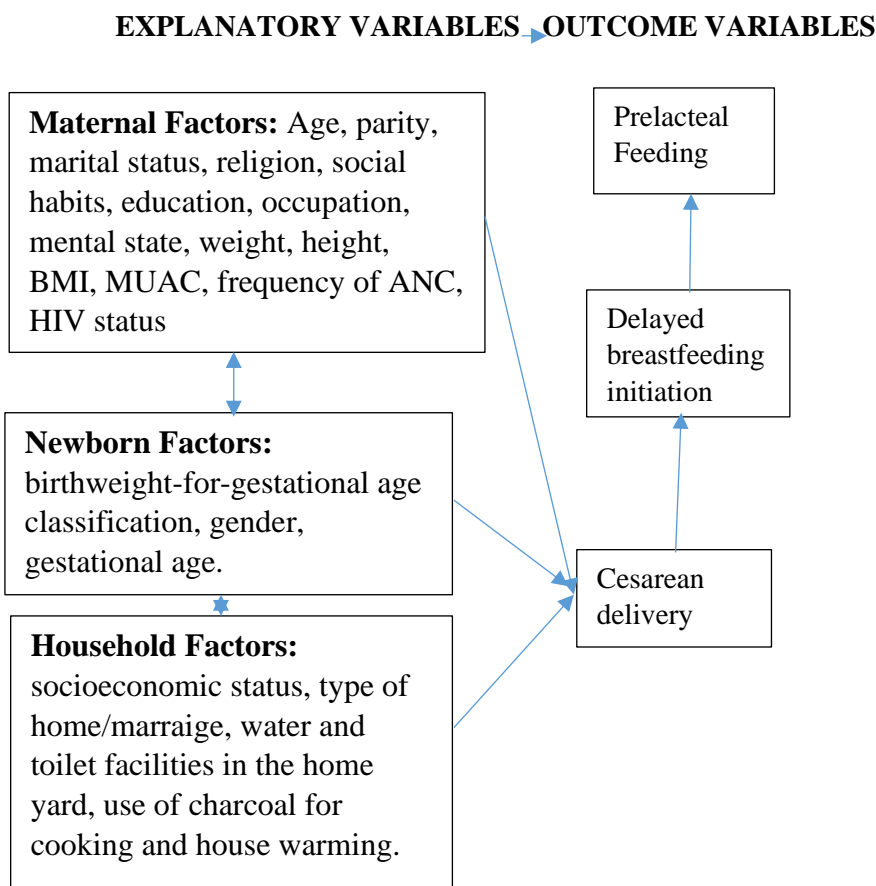 EXPLANATORY VARIABLES OUTCOME VARIABLES
Maternal Factors: Age, parity,
marital status, religion, social
habits, education, occupation,
mental state, weight, height,
BMI, MUAC, frequency of ANC,
HIV status
Newborn Factors:
birthweight-for-gestational age
classification, gender,
gestational age.
Household Factors:
socioeconomic status, type of
home/marraige, water and
toilet facilities in the home
yard, use of charcoal for
cooking and house warming.
Prelacteal
Feeding
Delayed
breastfeeding
initiation
Cesarean
delivery